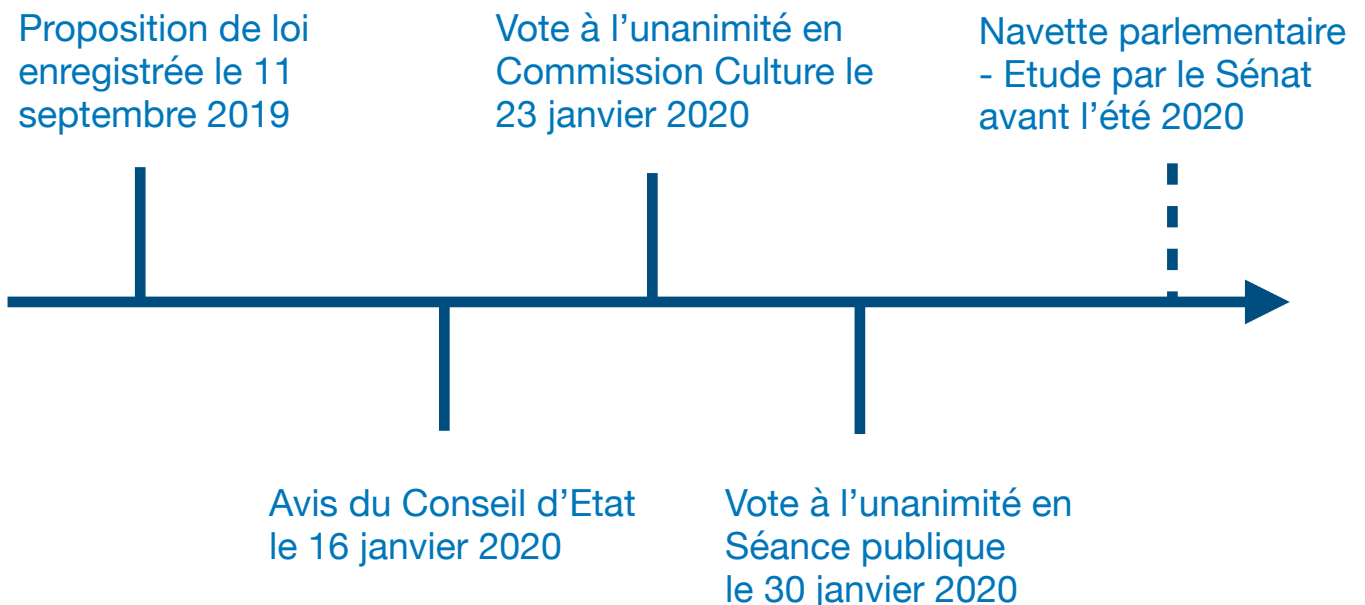 Proposition de loi
enregistrée le 11
septembre 2019
Vote à l’unanimité en
Commission Culture le
23 janvier 2020
Navette parlementaire
- Etude par le Sénat
avant l’été 2020
Avis du Conseil d’Etat
le 16 janvier 2020
Vote à l’unanimité en
Séance publique
le 30 janvier 2020